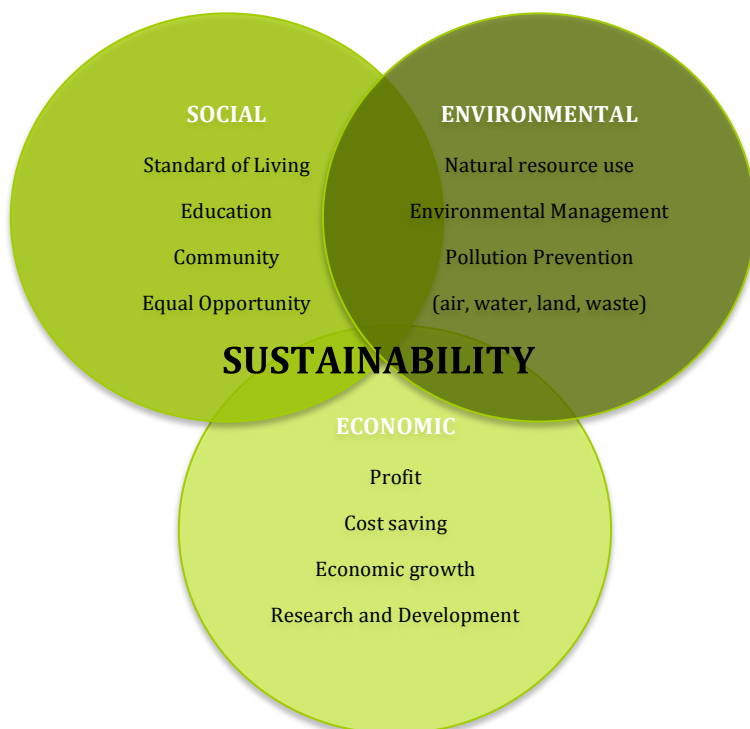 SOCIAL
Standard of Living
Education
Community
Equal Opportunity
ENVIRONMENTAL
Natural resource use
Environmental Management
Pollution Prevention
(air, water, land, waste)
SUSTAINABILITY
ECONOMIC
Profit
Cost saving
Economic growth
Research and Development